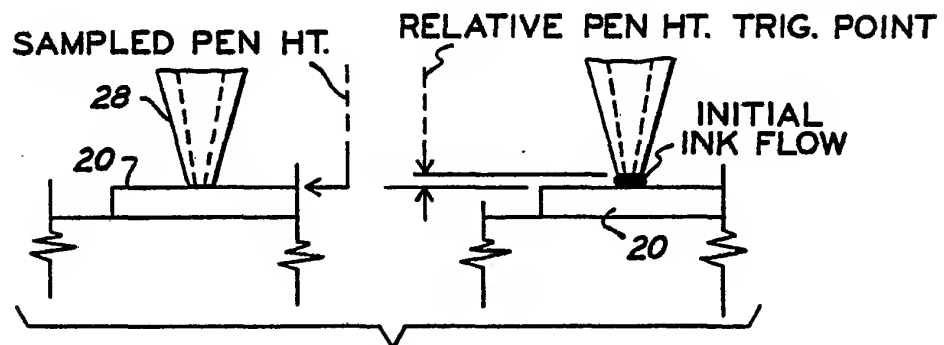 SAMPLED PEN HT.
RELATIVE PEN HT. TRIG. POINT
28
INITIAL
INK FLOW
20
20